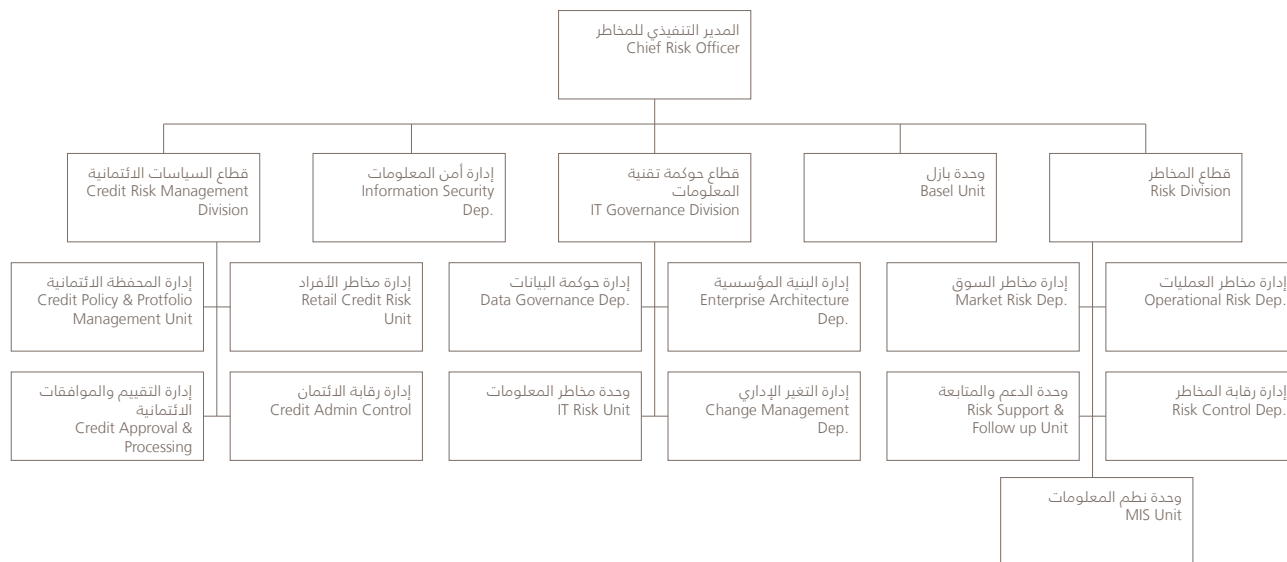 المدير التنفيذي للمخاطر
Chief Risk Officer
قطاع السياسات الائتمانية
Credit Risk Management
Division
إدارة أمن المعلومات
Information Security
Dep.
قطاع حوكمة تقنية
المعلومات
IT Governance Division
وحدة بازل
Basel Unit
قطاع المخاطر
Risk Division
إدارة المحفظة الائتمانية
Credit Policy & Protfolio
Management Unit
إدارة مخاطر الأفراد
Retail Credit Risk
Unit
إدارة حوكمة البيانات
Data Governance Dep.
إدارة البنية المؤسسية
Enterprise Architecture
Dep.
إدارة مخاطر السوق
Market Risk Dep.
إدارة مخاطر العمليات
Operational Risk Dep.
إدارة التقييم والموافقات
الائتمانية
Credit Approval &
Processing
إدارة رقابة الائتمان
Credit Admin Control
وحدة مخاطر المعلومات
IT Risk Unit
إدارة التغير الإداري
Change Management
Dep.
وحدة الدعم والمتابعة
Risk Support &
Follow up Unit
إدارة رقابة المخاطر
Risk Control Dep.
وحدة نظم المعلومات
MIS Unit